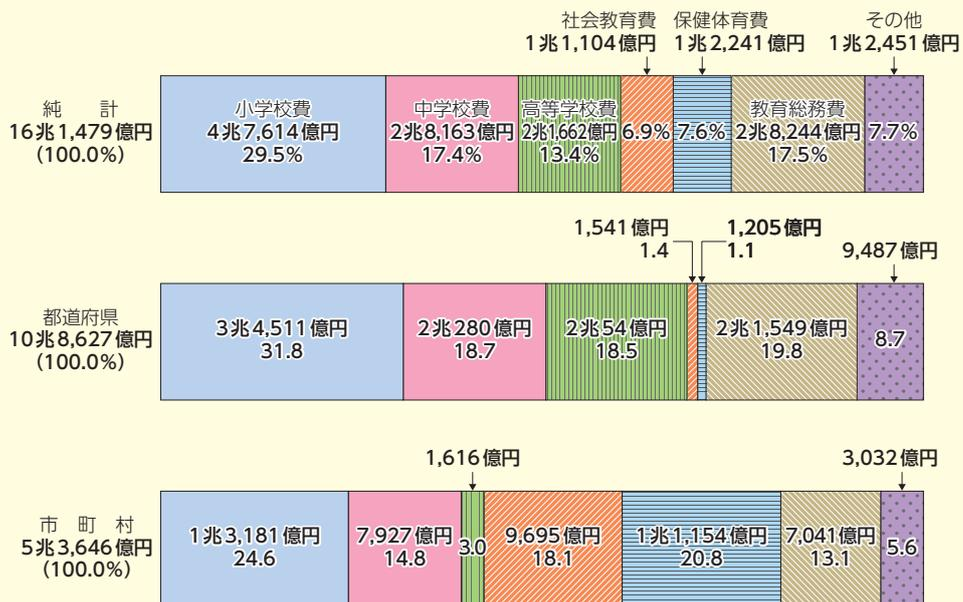 社会教育費 保健体育費 その他
1兆1,104億円 1兆2,241億円 1兆2,451億円
純 計
16兆1,479億円
(100.0%)
小学校費
4兆7,614億円
29.5%
中学校費
2兆8,163億円
17.4%
高等学校費
2兆1,662億円
13.4%
6.9%
7.6%
教育総務費
2兆8,244億円
17.5%
7.7%
1,541億円
1.4
1,205億円
1.1
9,487億円
都道府県
10兆8,627億円
(100.0%)
3兆4,511億円
31.8
2兆280億円
18.7
2兆54億円
18.5
2兆1,549億円
19.8
8.7
1,616億円
3,032億円
市 町 村
5兆3,646億円
(100.0%)
1兆3,181億円
24.6
7,927億円
14.8
3.0
9,695億円
18.1
1兆1,154億円
20.8
7,041億円
13.1
5.6